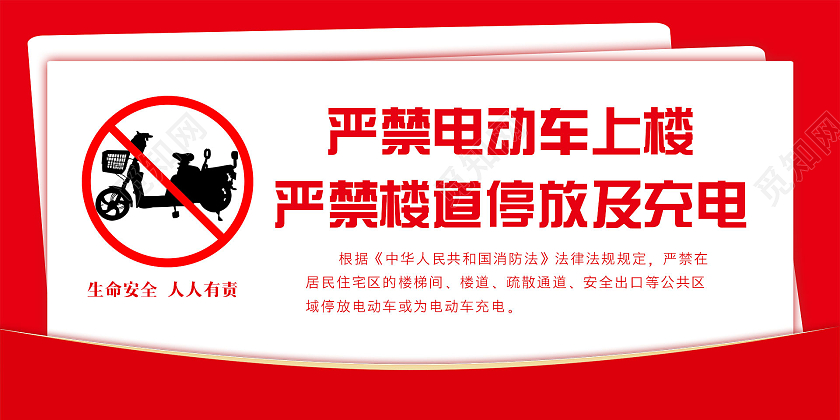 严禁电动车上楼
严禁楼道停放及充电
根据《中华人民共和国消防法》法律法规规定，严禁在
居民住宅区的楼梯间、楼道、疏散通道、安全出口等公共区
域停放电动车或为电动车充电。
生命安全 人人有责
觅知网
觅知网